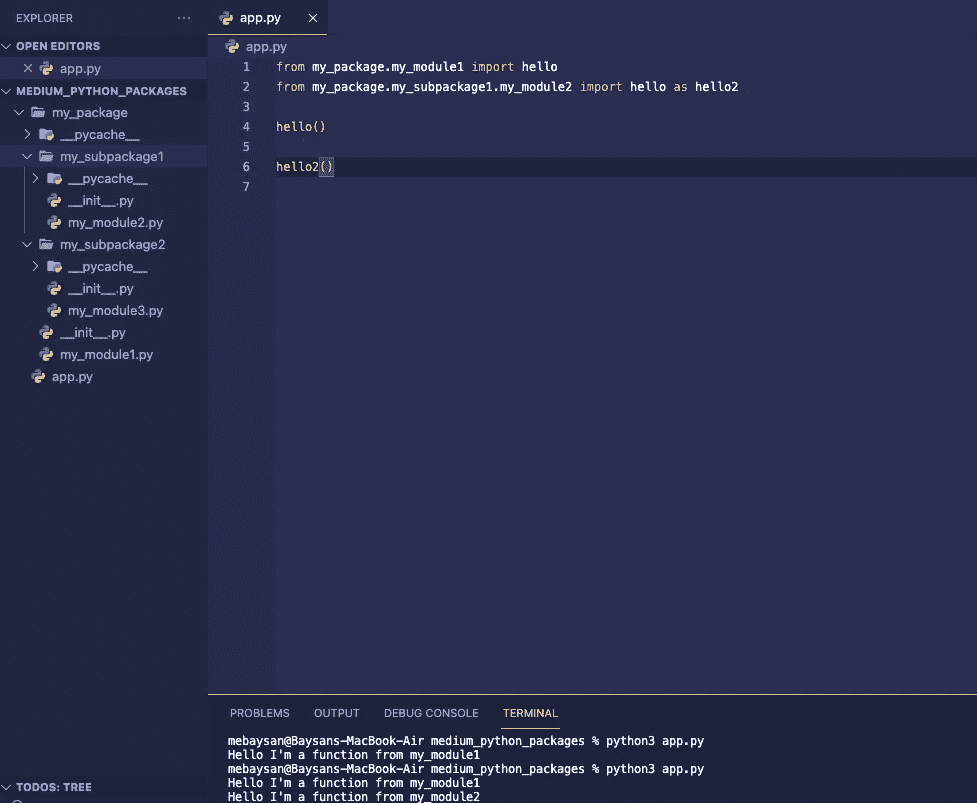 EXPLORER
···
OPEN EDITORS
app.py
MEDIUM_PYTHON_PACKAGES
my_package
__pycache__
my_subpackage1
__pycache__
__init__.py
my_module2.py
my_subpackage2
__pycache__
__init__.py
my_module3.py
__init__.py
my_module1.py
app.py
TODOS: TREE
app.py
app.py
1 from my_package.my_module1 import hello
2 from my_package.my_subpackage1.my_module2 import hello as hello2
3
4 hello()
5
6 hello2()
7
PROBLEMS OUTPUT DEBUG CONSOLE TERMINAL
mebaysan@Baysans-MacBook-Air medium_python_packages % python3 app.py
Hello I'm a function from my_module1
mebaysan@Baysans-MacBook-Air medium_python_packages % python3 app.py
Hello I'm a function from my_module1
Hello I'm a function from my_module2